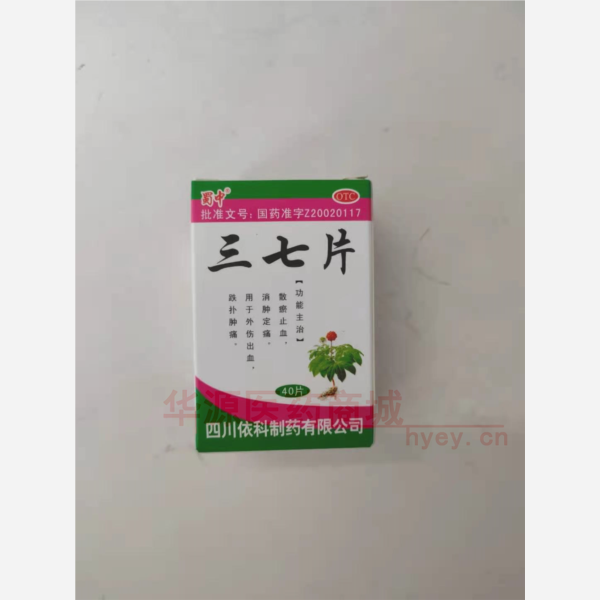 蜀中®
OTC
批准文号：国药准字Z20020117
三七片
【功能主治】
散瘀止血，
消肿定痛。
用于外伤出血，
跌扑肿痛。
40片
华源医药商城
hyey.cn
四川依科制药有限公司